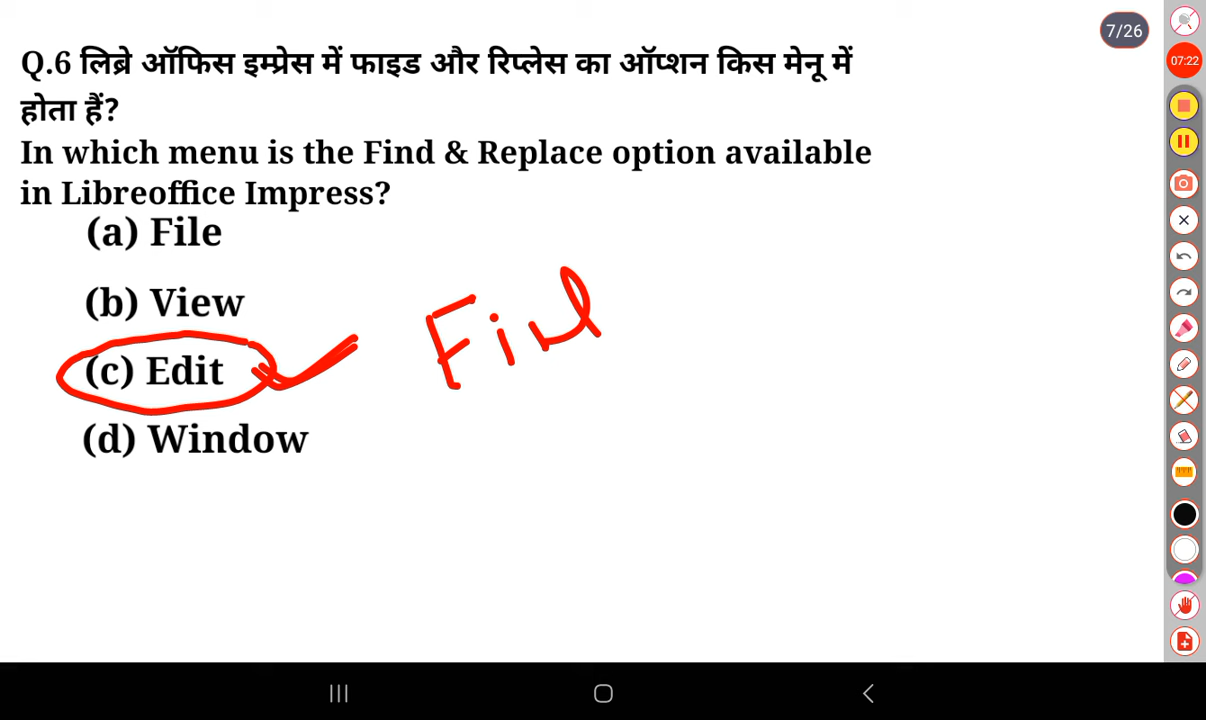 7/26
07:22
Q.6 लिब्रे ऑफिस इम्प्रेस में फाइड और रिप्लेस का ऑप्शन किस मेनू में
होता हैं?
In which menu is the Find & Replace option available
in Libreoffice Impress?
(a) File
(b) View
(c) Edit
(d) Window